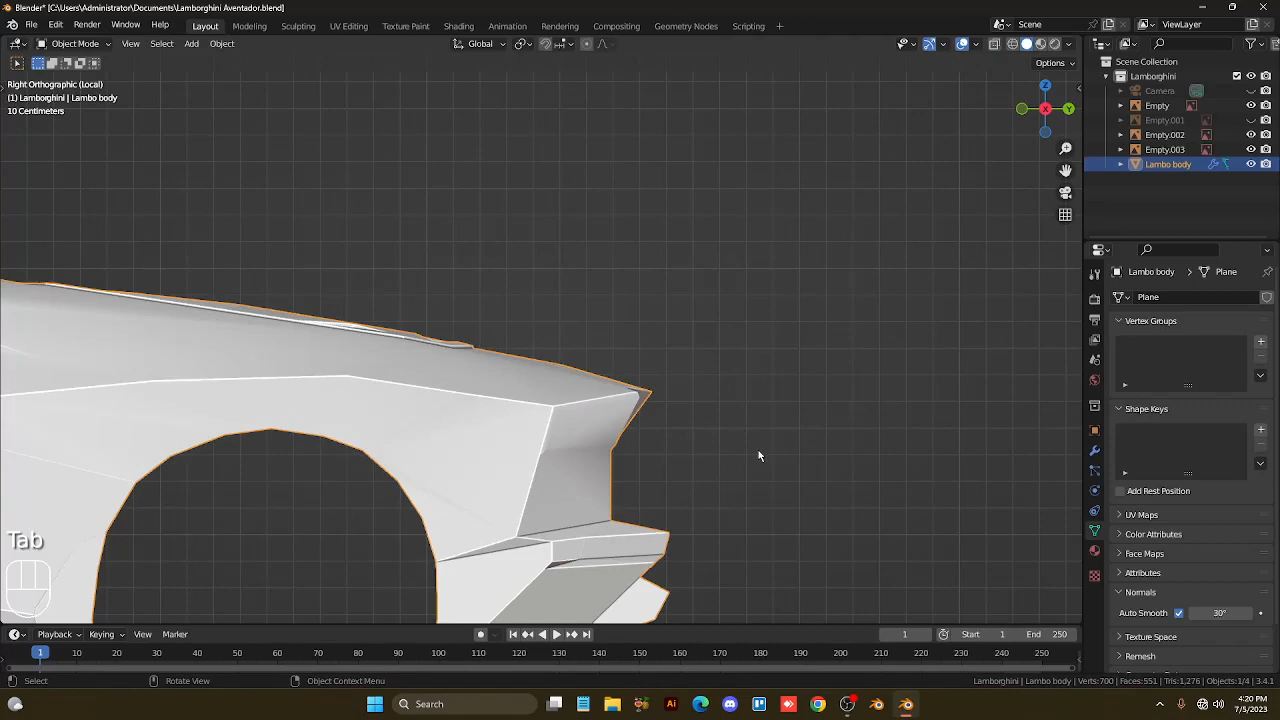 Blender* [C:\Users\Administrator\Documents\Lamborghini Aventador.blend]
File Edit Render Window Help Layout Modeling Sculpting UV Editing Texture Paint Shading Animation Rendering Compositing Geometry Nodes Scripting + Scene ViewLayer
Object Mode View Select Add Object Global
Options
Right Orthographic (Local)
(1) Lamborghini | Lambo body
10 Centimeters
Z
X
Y
Tab
Scene Collection
Lamborghini
Camera
Empty
Empty.001
Empty.002
Empty.003
Lambo body
Lambo body > Plane
Plane
Vertex Groups
Shape Keys
Add Rest Position
UV Maps
Color Attributes
Face Maps
Attributes
Normals
Auto Smooth 30°
Texture Space
Remesh
Playback Keying View Marker 1 Start 1 End 250
1 10 20 30 40 50 60 70 80 90 100 110 120 130 140 150 160 170 180 190 200 210 220 230 240 250
Select Rotate View Object Context Menu Lamborghini | Lambo body | Verts:700 | Faces:551 | Tris:1,276 | Objects:1/4 | 3.4.1
Search
4:20 PM
7/5/2023